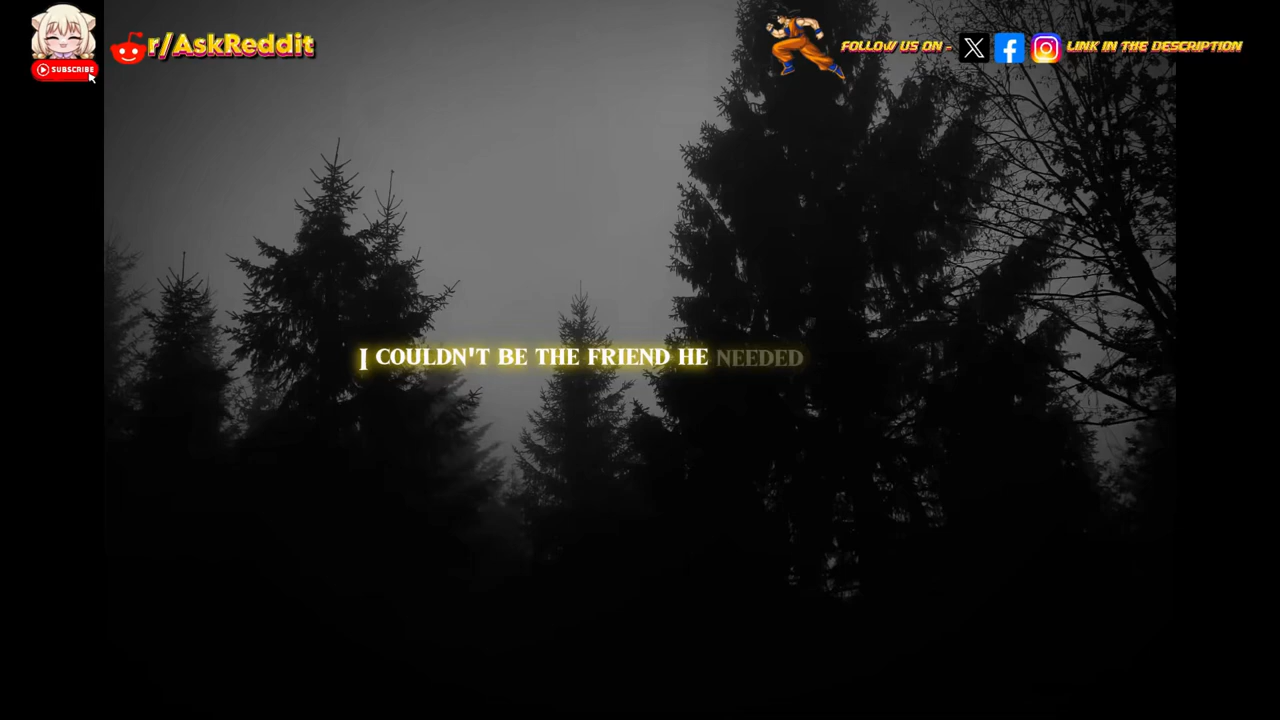 r/AskReddit
SUBSCRIBE
FOLLOW US ON -
LINK IN THE DESCRIPTION
I COULDN'T BE THE FRIEND HE NEEDED